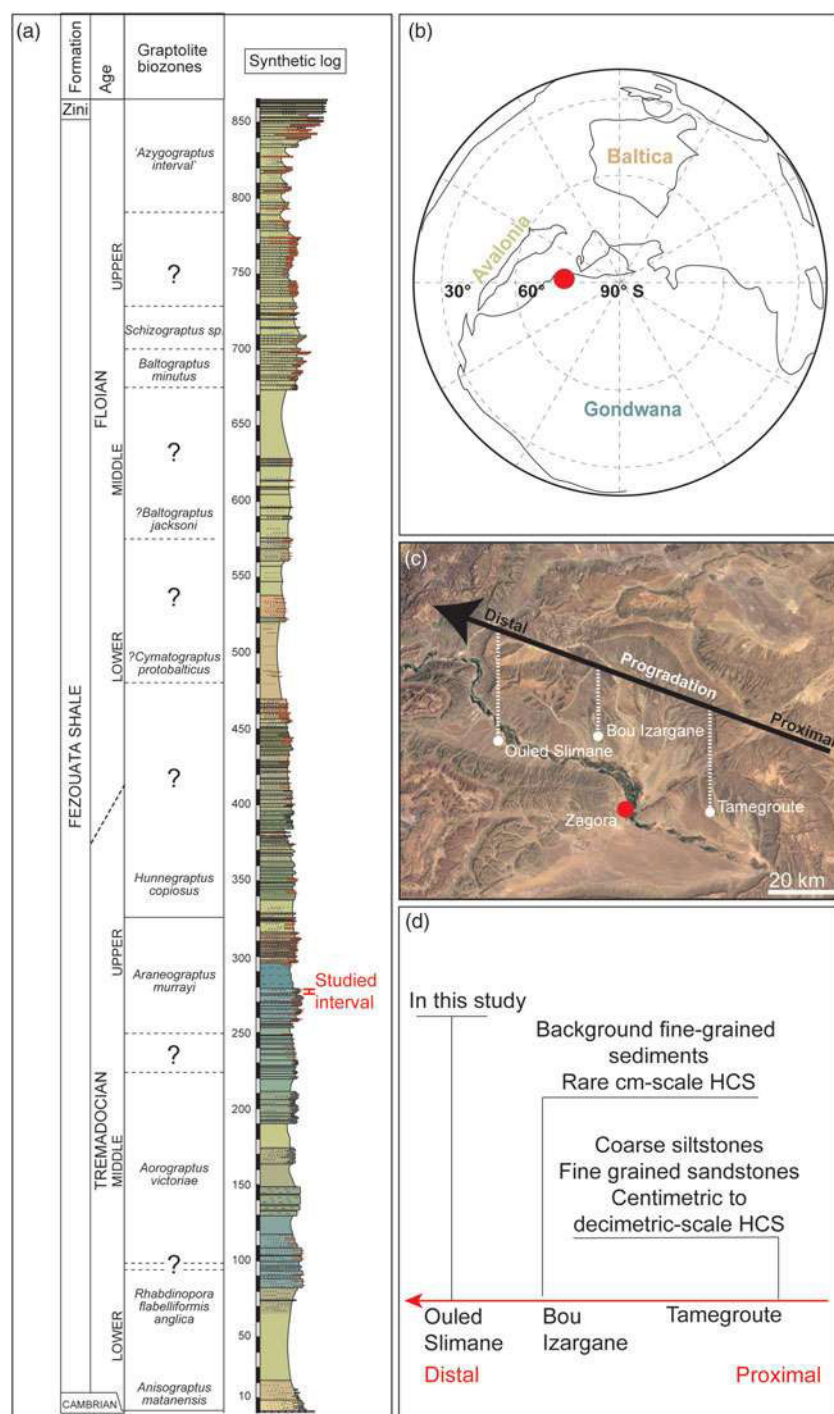 (a)
Formation
Age
Graptolite
biozones
Synthetic log
Zini
FEZOUATA SHALE
CAMBRIAN
FLOIAN
UPPER
MIDDLE
LOWER
TREMADOCIAN
UPPER
MIDDLE
LOWER
'Azygograptus
interval'
?
Schizograptus sp.
Baltograptus
minutus
?
?Baltograptus
jacksoni
?
?Cymatograptus
protobalticus
?
Hunnegraptus
copiosus
Araneograptus
murrayi
?
Aorograptus
victoriae
?
Rhabdinopora
flabelliformis
anglica
Anisograptus
matanensis
850
800
750
700
650
600
550
500
450
400
350
300
250
200
150
100
50
10
Studied
interval
(b)
Baltica
Avalonia
30° 60° 90° S
Gondwana
(c)
Distal
Progradation
Proximal
Ouled Slimane
Bou Izargane
Tamegroute
Zagora
20 km
(d)
In this study
Background fine-grained
sediments
Rare cm-scale HCS
Coarse siltstones
Fine grained sandstones
Centimetric to
decimetric-scale HCS
Ouled
Slimane
Bou
Izargane
Tamegroute
Distal
Proximal